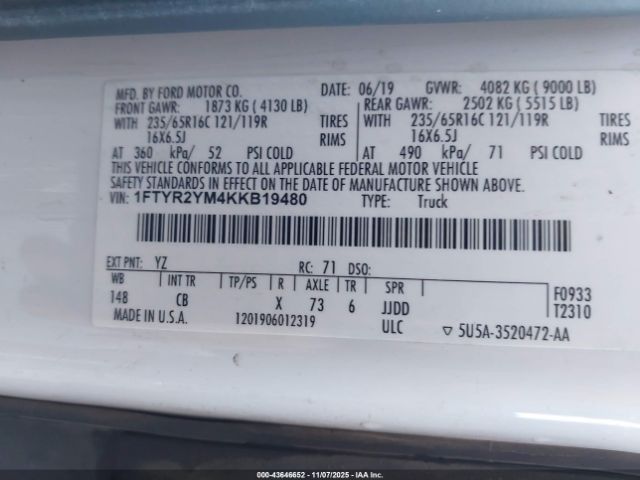 MFD. BY FORD MOTOR CO. DATE: 06/19 GVWR: 4082 KG ( 9000 LB)
FRONT GAWR: 1873 KG ( 4130 LB) REAR GAWR: 2502 KG ( 5515 LB)
WITH 235/65R16C 121/119R TIRES WITH 235/65R16C 121/119R TIRES
16X6.5J RIMS 16X6.5J RIMS
AT 360 kPa/ 52 PSI COLD AT 490 kPa/ 71 PSI COLD
THIS VEHICLE CONFORMS TO ALL APPLICABLE FEDERAL MOTOR VEHICLE
SAFETY STANDARDS IN EFFECT ON THE DATE OF MANUFACTURE SHOWN ABOVE.
VIN: 1FTYR2YM4KKB19480 TYPE: Truck
EXT PNT: YZ RC: 71 DSO:
WB INT TR TP/PS R AXLE TR SPR F0933
148 CB X 73 6 JJDD T2310
MADE IN U.S.A. 1201906012319 ULC ▽ 5U5A-3520472-AA
000-43646652 - 11/07/2025 - IAAI.com